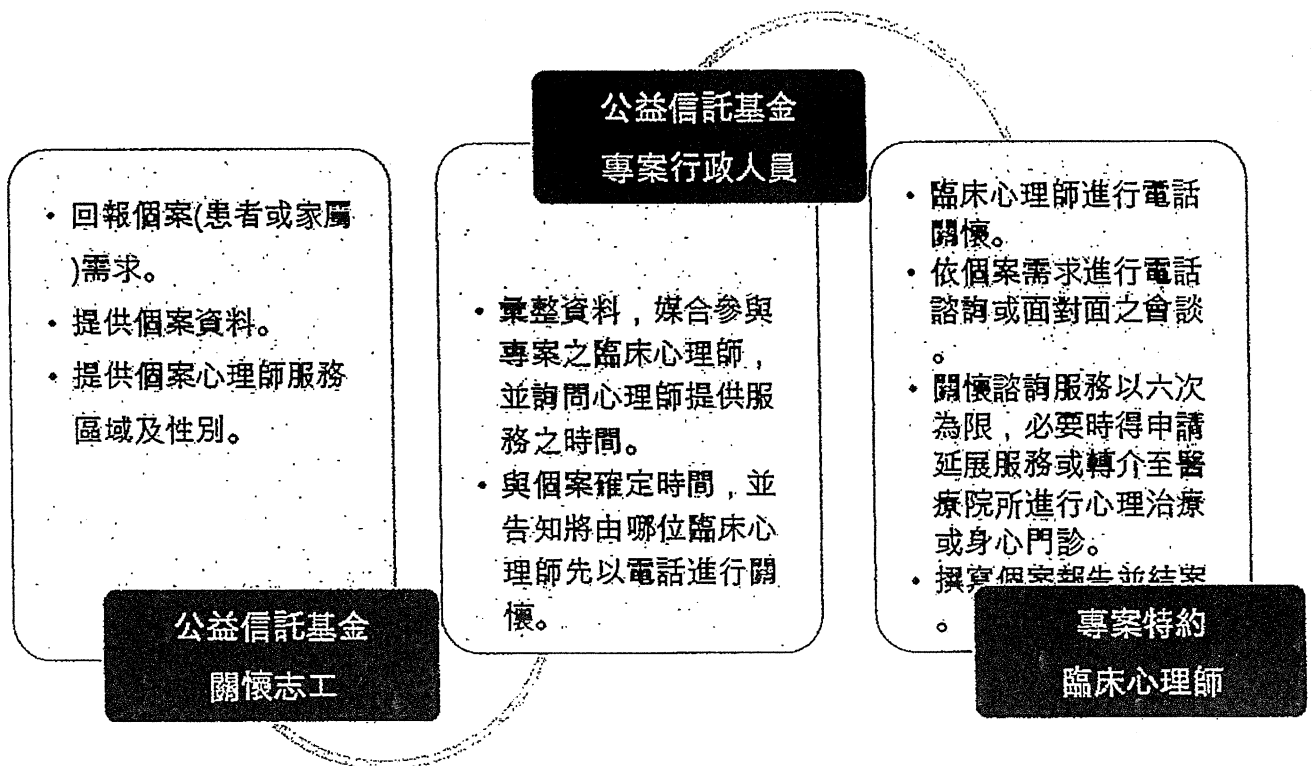 • 回報個案(患者或家屬
)需求。
• 提供個案資料。
• 提供個案心理師服務
區域及性別。
公益信託基金
關懷志工
公益信託基金
專案行政人員
• 彙整資料，媒合參與
專案之臨床心理師，
並詢問心理師提供服
務之時間。
• 與個案確定時間，並
告知將由哪位臨床心
理師先以電話進行關
懷。
• 臨床心理師進行電話
關懷。
• 依個案需求進行電話
諮詢或面對面之會談
。
• 關懷諮詢服務以六次
為限，必要時得申請
延展服務或轉介至醫
療院所進行心理治療
或身心門診。
• 撰寫個案報告並結案
。
專案特約
臨床心理師